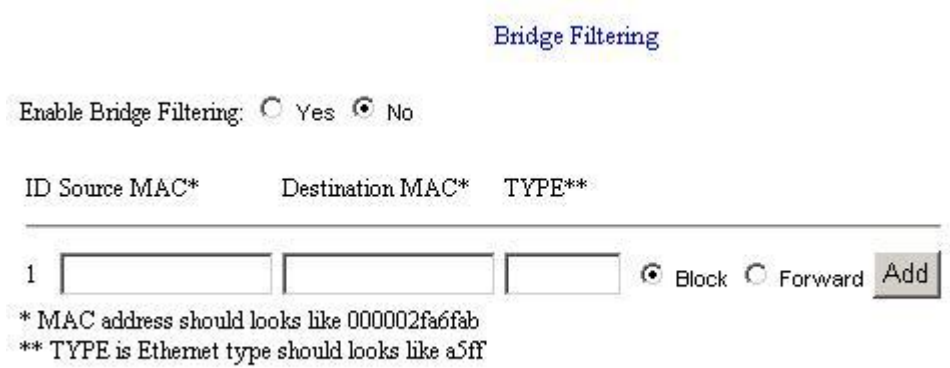 Bridge Filtering
Enable Bridge Filtering: Yes No
ID Source MAC* Destination MAC* TYPE**
1 Block Forward Add
* MAC address should looks like 000002fa6fab
** TYPE is Ethernet type should looks like a5ff